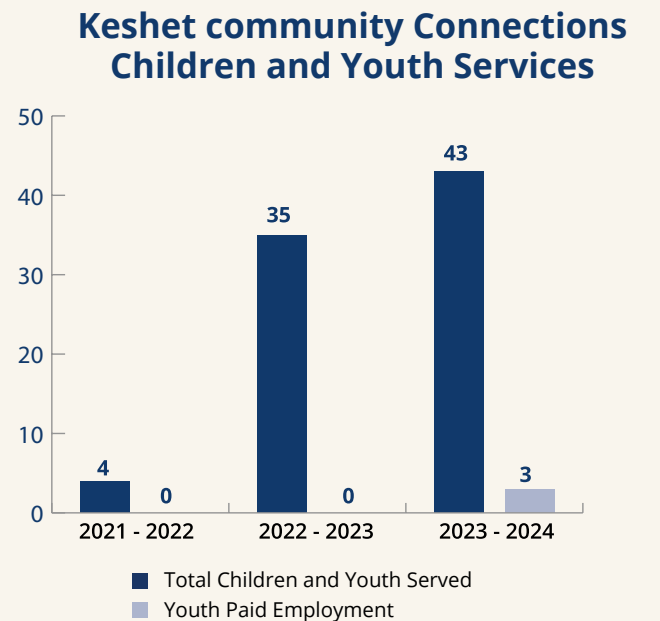 Keshet community Connections
Children and Youth Services
50
40
30
20
10
0
4
0
35
0
43
3
2021 - 2022
2022 - 2023
2023 - 2024
Total Children and Youth Served
Youth Paid Employment